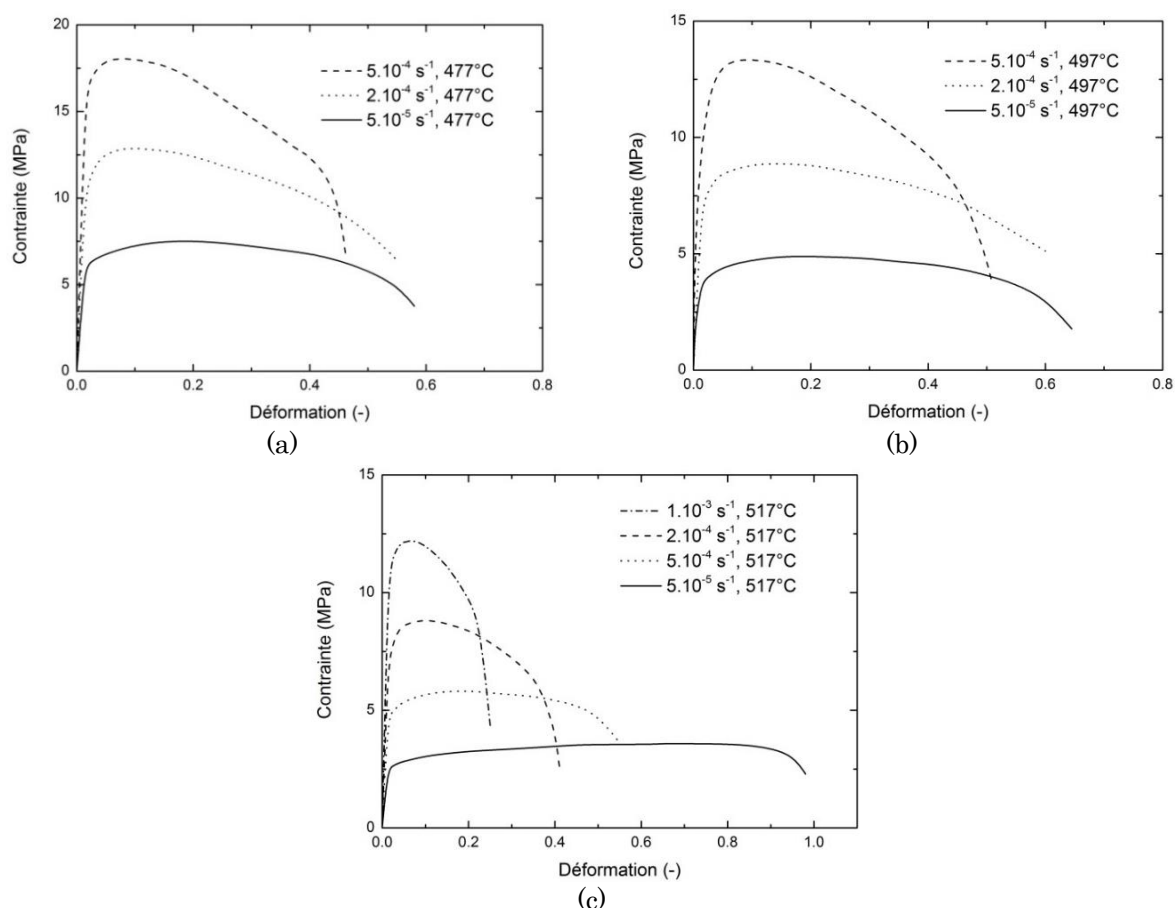 20
15
10
5
0
Contrainte (MPa)
5.10⁻⁴ s⁻¹, 477°C
2.10⁻⁴ s⁻¹, 477°C
5.10⁻⁵ s⁻¹, 477°C
0.0 0.2 0.4 0.6 0.8
Déformation (-)
(a)
15
10
5
0
Contrainte (MPa)
5.10⁻⁴ s⁻¹, 497°C
2.10⁻⁴ s⁻¹, 497°C
5.10⁻⁵ s⁻¹, 497°C
0.0 0.2 0.4 0.6 0.8
Déformation (-)
(b)
15
10
5
0
Contrainte (MPa)
1.10⁻³ s⁻¹, 517°C
2.10⁻⁴ s⁻¹, 517°C
5.10⁻⁴ s⁻¹, 517°C
5.10⁻⁵ s⁻¹, 517°C
0.0 0.2 0.4 0.6 0.8 1.0
Déformation (-)
(c)